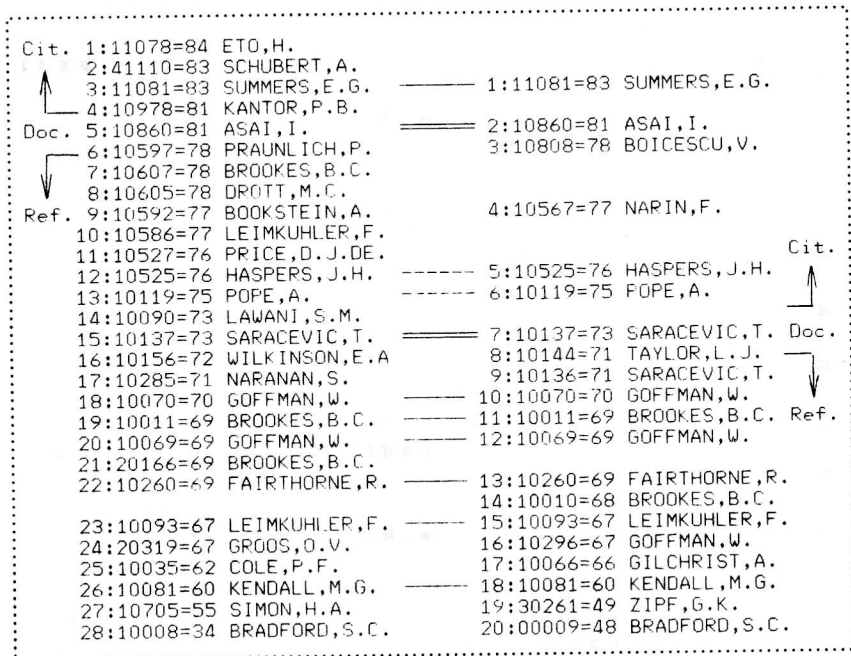 Cit. 1:11078=84 ETO,H.
2:41110=83 SCHUBERT,A.
3:11081=83 SUMMERS,E.G. 1:11081=83 SUMMERS,E.G.
4:10978=81 KANTOR,P.B.
Doc. 5:10860=81 ASAI,I. 2:10860=81 ASAI,I.
6:10597=78 PRAUNLICH,P. 3:10808=78 BOICESCU,V.
7:10607=78 BROOKES,B.C.
8:10605=78 DROTT,M.C.
Ref. 9:10592=77 BOOKSTEIN,A. 4:10567=77 NARIN,F.
10:10586=77 LEIMKUHLER,F.
11:10527=76 PRICE,D.J.DE. Cit.
12:10525=76 HASPERS,J.H. 5:10525=76 HASPERS,J.H.
13:10119=75 POPE,A. 6:10119=75 POPE,A.
14:10090=73 LAWANI,S.M.
15:10137=73 SARACEVIC,T. 7:10137=73 SARACEVIC,T. Doc.
16:10156=72 WILKINSON,E.A 8:10144=71 TAYLOR,L.J.
17:10285=71 NARANAN,S. 9:10136=71 SARACEVIC,T.
18:10070=70 GOFFMAN,W. 10:10070=70 GOFFMAN,W.
19:10011=69 BROOKES,B.C. 11:10011=69 BROOKES,B.C. Ref.
20:10069=69 GOFFMAN,W. 12:10069=69 GOFFMAN,W.
21:20166=69 BROOKES,B.C.
22:10260=69 FAIRTHORNE,R. 13:10260=69 FAIRTHORNE,R.
14:10010=68 BROOKES,B.C.
23:10093=67 LEIMKUHLER,F. 15:10093=67 LEIMKUHLER,F.
24:20319=67 GROOS,O.V. 16:10296=67 GOFFMAN,W.
25:10035=62 COLE,P.F. 17:10066=66 GILCHRIST,A.
26:10081=60 KENDALL,M.G. 18:10081=60 KENDALL,M.G.
27:10705=55 SIMON,H.A. 19:30261=49 ZIPF,G.K.
28:10008=34 BRADFORD,S.C. 20:00009=48 BRADFORD,S.C.